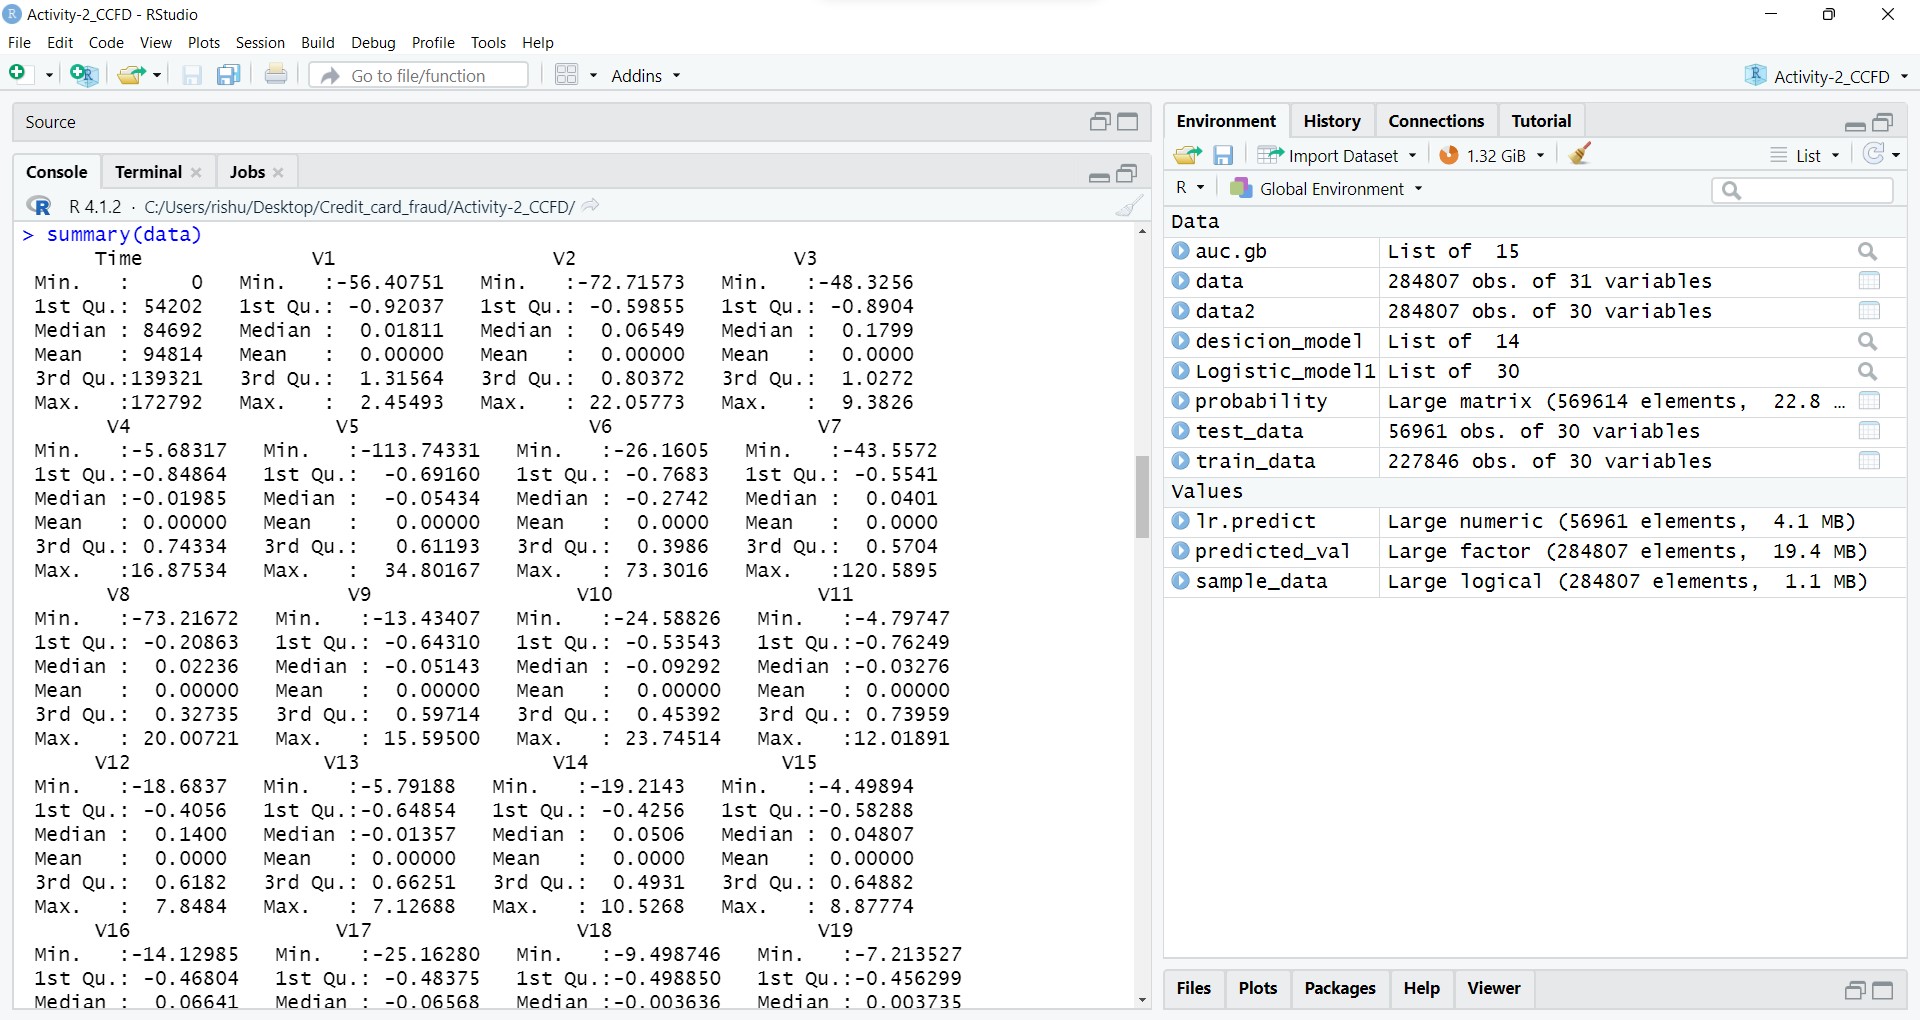 Activity-2_CCFD - RStudio
File Edit Code View Plots Session Build Debug Profile Tools Help
Go to file/function Addins Activity-2_CCFD
Source
Console Terminal Jobs
R 4.1.2 · C:/Users/rishu/Desktop/Credit_card_fraud/Activity-2_CCFD/
> summary(data)
Time V1 V2 V3
Min. : 0 Min. :-56.40751 Min. :-72.71573 Min. :-48.3256
1st Qu.: 54202 1st Qu.: -0.92037 1st Qu.: -0.59855 1st Qu.: -0.8904
Median : 84692 Median : 0.01811 Median : 0.06549 Median : 0.1799
Mean : 94814 Mean : 0.00000 Mean : 0.00000 Mean : 0.0000
3rd Qu.:139321 3rd Qu.: 1.31564 3rd Qu.: 0.80372 3rd Qu.: 1.0272
Max. :172792 Max. : 2.45493 Max. : 22.05773 Max. : 9.3826
V4 V5 V6 V7
Min. :-5.68317 Min. :-113.74331 Min. :-26.1605 Min. :-43.5572
1st Qu.:-0.84864 1st Qu.: -0.69160 1st Qu.: -0.7683 1st Qu.: -0.5541
Median :-0.01985 Median : -0.05434 Median : -0.2742 Median : 0.0401
Mean : 0.00000 Mean : 0.00000 Mean : 0.0000 Mean : 0.0000
3rd Qu.: 0.74334 3rd Qu.: 0.61193 3rd Qu.: 0.3986 3rd Qu.: 0.5704
Max. :16.87534 Max. : 34.80167 Max. : 73.3016 Max. :120.5895
V8 V9 V10 V11
Min. :-73.21672 Min. :-13.43407 Min. :-24.58826 Min. :-4.79747
1st Qu.: -0.20863 1st Qu.: -0.64310 1st Qu.: -0.53543 1st Qu.:-0.76249
Median : 0.02236 Median : -0.05143 Median : -0.09292 Median :-0.03276
Mean : 0.00000 Mean : 0.00000 Mean : 0.00000 Mean : 0.00000
3rd Qu.: 0.32735 3rd Qu.: 0.59714 3rd Qu.: 0.45392 3rd Qu.: 0.73959
Max. : 20.00721 Max. : 15.59500 Max. : 23.74514 Max. :12.01891
V12 V13 V14 V15
Min. :-18.6837 Min. :-5.79188 Min. :-19.2143 Min. :-4.49894
1st Qu.: -0.4056 1st Qu.:-0.64854 1st Qu.: -0.4256 1st Qu.:-0.58288
Median : 0.1400 Median :-0.01357 Median : 0.0506 Median : 0.04807
Mean : 0.0000 Mean : 0.00000 Mean : 0.0000 Mean : 0.00000
3rd Qu.: 0.6182 3rd Qu.: 0.66251 3rd Qu.: 0.4931 3rd Qu.: 0.64882
Max. : 7.8484 Max. : 7.12688 Max. : 10.5268 Max. : 8.87774
V16 V17 V18 V19
Min. :-14.12985 Min. :-25.16280 Min. :-9.498746 Min. :-7.213527
1st Qu.: -0.46804 1st Qu.: -0.48375 1st Qu.:-0.498850 1st Qu.:-0.456299
Median : 0.06641 Median : -0.06568 Median :-0.003636 Median : 0.003735
Environment History Connections Tutorial
Import Dataset 1.32 GiB List
R Global Environment
Data
auc.gb List of 15
data 284807 obs. of 31 variables
data2 284807 obs. of 30 variables
desicion_model List of 14
Logistic_model1 List of 30
probability Large matrix (569614 elements, 22.8 …
test_data 56961 obs. of 30 variables
train_data 227846 obs. of 30 variables
Values
lr.predict Large numeric (56961 elements, 4.1 MB)
predicted_val Large factor (284807 elements, 19.4 MB)
sample_data Large logical (284807 elements, 1.1 MB)
Files Plots Packages Help Viewer